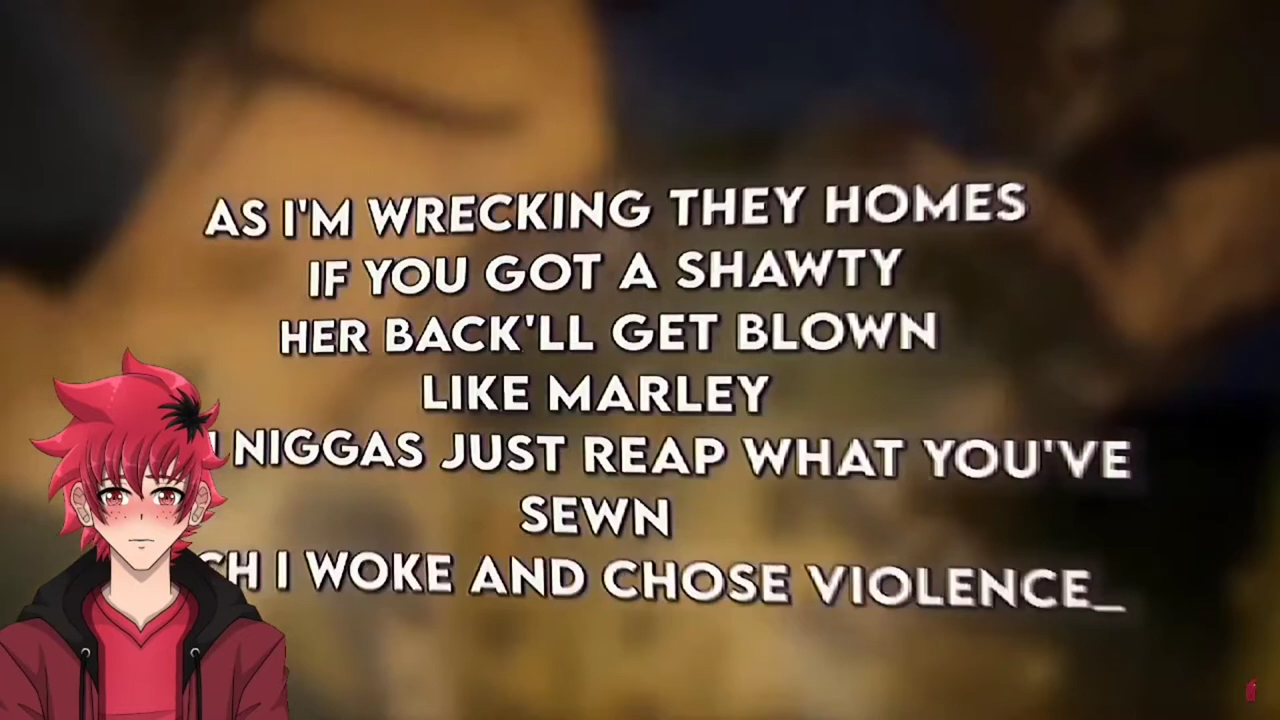 AS I'M WRECKING THEY HOMES
IF YOU GOT A SHAWTY
HER BACK'LL GET BLOWN
LIKE MARLEY
NIGGAS JUST REAP WHAT YOU'VE
SEWN
I WOKE AND CHOSE VIOLENCE_